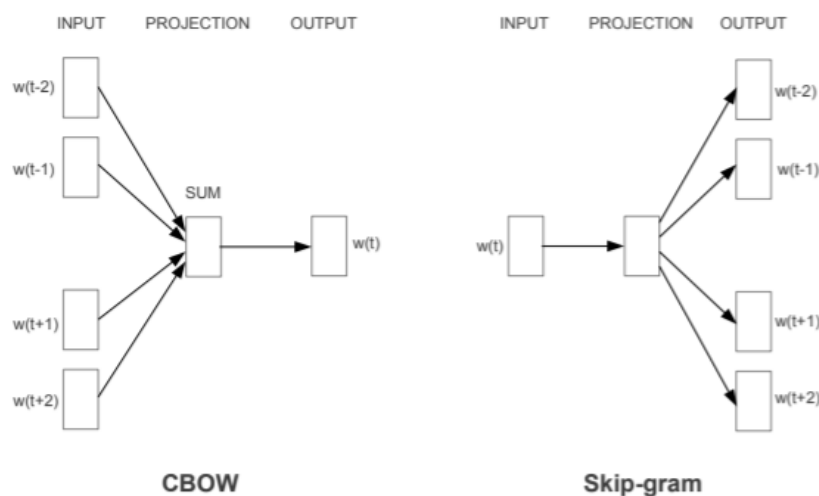 INPUT PROJECTION OUTPUT
w(t-2)
w(t-1)
SUM
w(t)
w(t+1)
w(t+2)
CBOW
INPUT PROJECTION OUTPUT
w(t-2)
w(t-1)
w(t)
w(t+1)
w(t+2)
Skip-gram